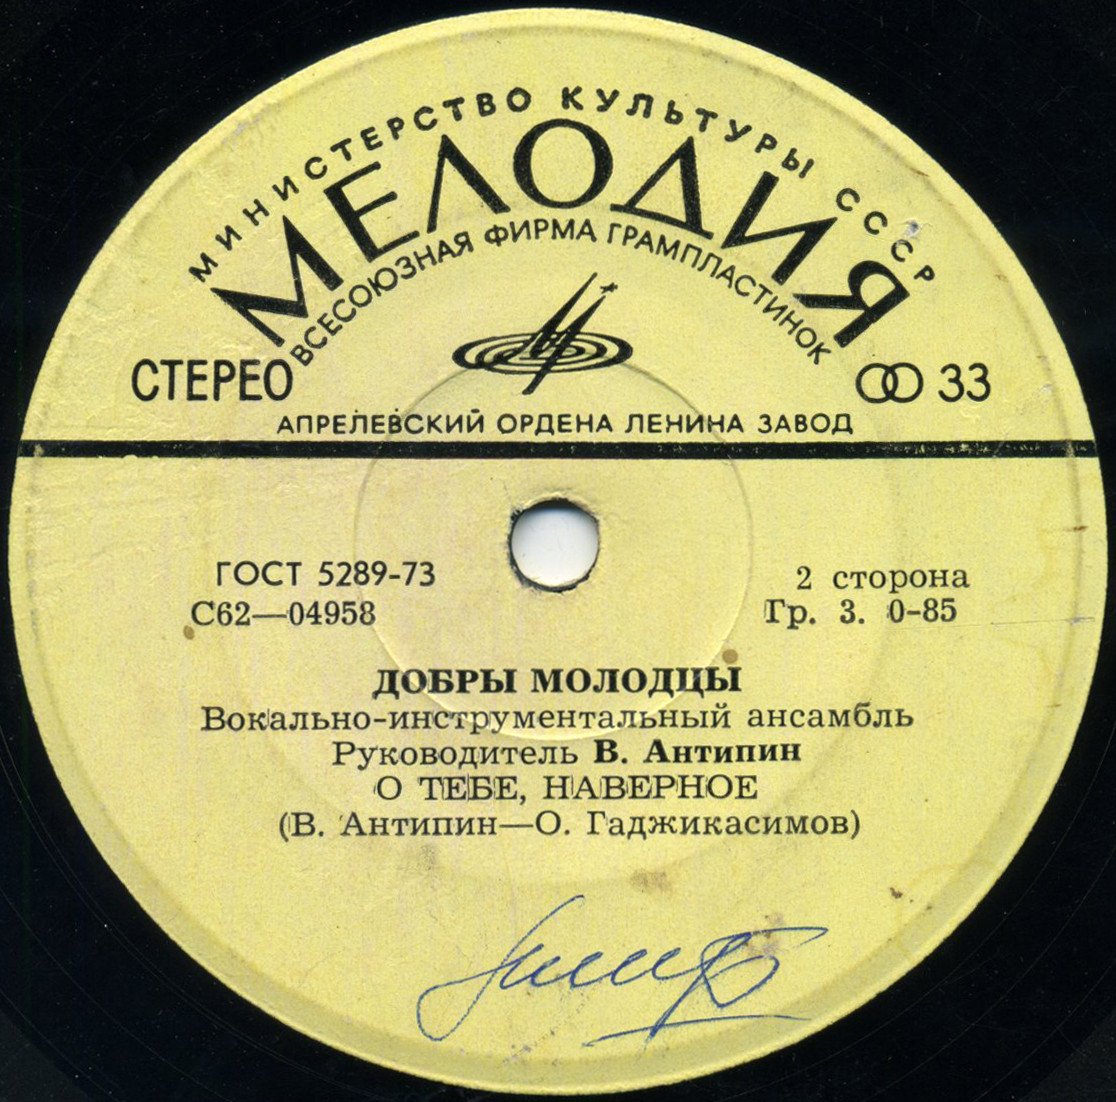 МИНИСТЕРСТВО КУЛЬТУРЫ СССР
МЕЛОДИЯ
ВСЕСОЮЗНАЯ ФИРМА ГРАМПЛАСТИНОК
СТЕРЕО
33
АПРЕЛЕВСКИЙ ОРДЕНА ЛЕНИНА ЗАВОД
ГОСТ 5289-73
2 сторона
С62—04958
Гр. 3. 0-85
ДОБРЫ МОЛОДЦЫ
Вокально-инструментальный ансамбль
Руководитель В. Антипин
О ТЕБЕ, НАВЕРНОЕ
(В. Антипин—О. Гаджикасимов)